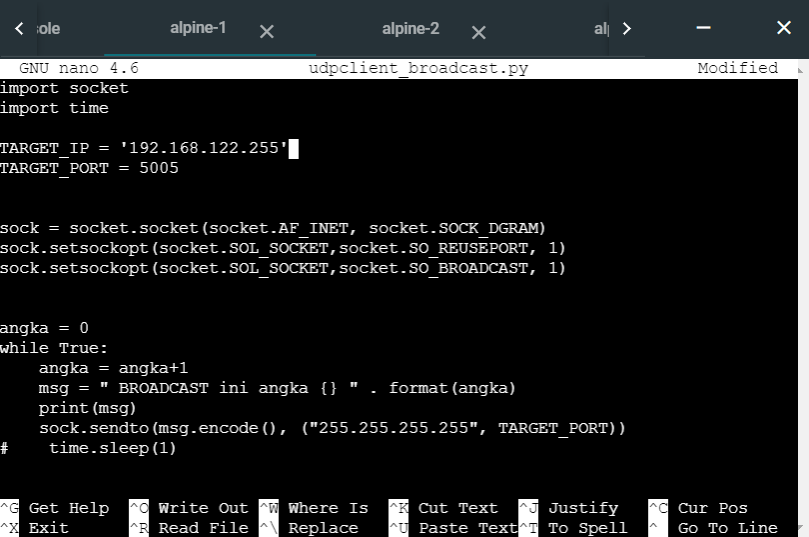 ole alpine-1 alpine-2 al
GNU nano 4.6 udpclient_broadcast.py Modified
import socket
import time
TARGET_IP = '192.168.122.255'
TARGET_PORT = 5005
sock = socket.socket(socket.AF_INET, socket.SOCK_DGRAM)
sock.setsockopt(socket.SOL_SOCKET,socket.SO_REUSEPORT, 1)
sock.setsockopt(socket.SOL_SOCKET,socket.SO_BROADCAST, 1)
angka = 0
while True:
    angka = angka+1
    msg = " BROADCAST ini angka {} " . format(angka)
    print(msg)
    sock.sendto(msg.encode(), ("255.255.255.255", TARGET_PORT))
#    time.sleep(1)
^G Get Help ^O Write Out ^W Where Is ^K Cut Text ^J Justify ^C Cur Pos
^X Exit ^R Read File ^\ Replace ^U Paste Text ^T To Spell ^_ Go To Line